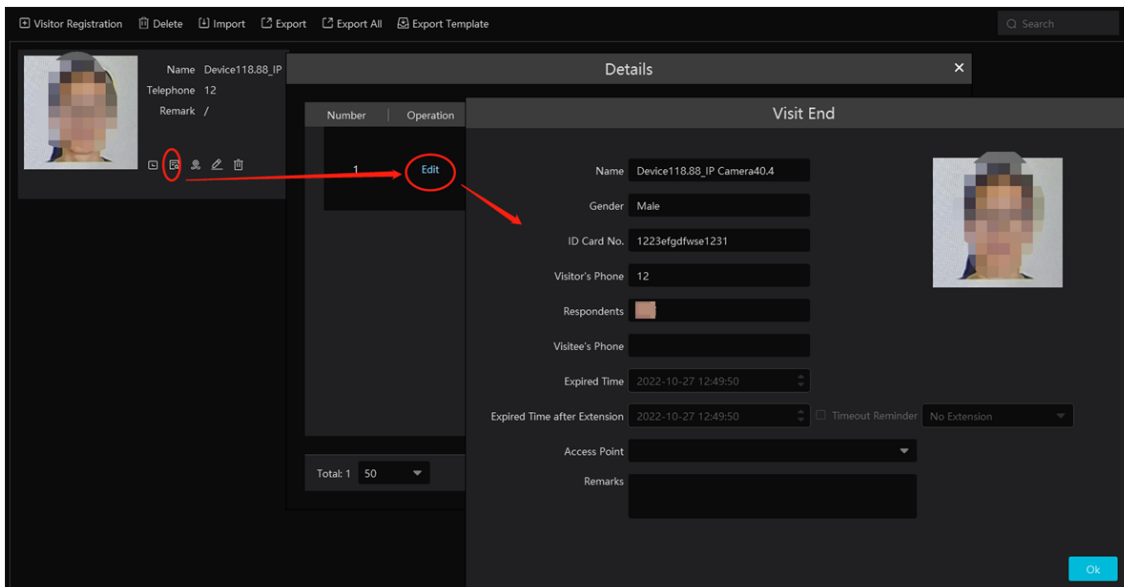 Visitor Registration Delete Import Export Export All Export Template Search
Name Device118.88_IP
Telephone 12
Remark /
Details
Number Operation
1 Edit
Total: 1 50
Visit End
Name Device118.88_IP Camera40.4
Gender Male
ID Card No. 1223efgdfwse1231
Visitor's Phone 12
Respondents
Visitee's Phone
Expired Time 2022-10-27 12:49:50
Expired Time after Extension 2022-10-27 12:49:50 Timeout Reminder No Extension
Access Point
Remarks
Ok